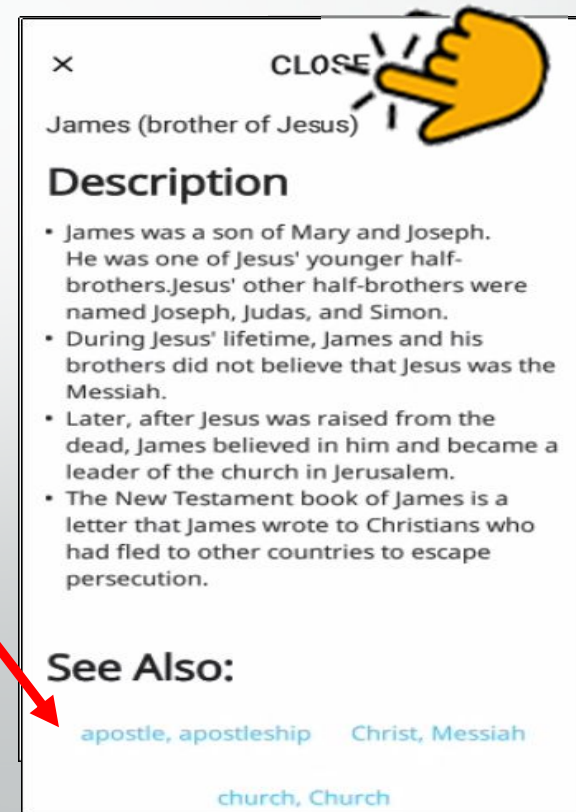 × CLOSE
James (brother of Jesus)
Description
• James was a son of Mary and Joseph.
He was one of Jesus' younger half-
brothers.Jesus' other half-brothers were
named Joseph, Judas, and Simon.
• During Jesus' lifetime, James and his
brothers did not believe that Jesus was the
Messiah.
• Later, after Jesus was raised from the
dead, James believed in him and became a
leader of the church in Jerusalem.
• The New Testament book of James is a
letter that James wrote to Christians who
had fled to other countries to escape
persecution.
See Also:
apostle, apostleship Christ, Messiah
church, Church